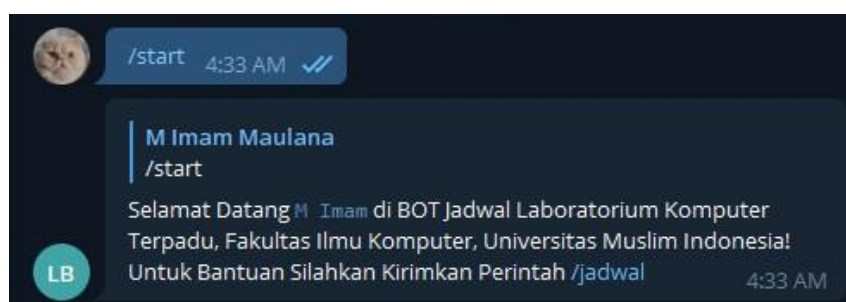 /start 4:33 AM
M Imam Maulana
/start
Selamat Datang M Imam di BOT Jadwal Laboratorium Komputer
Terpadu, Fakultas Ilmu Komputer, Universitas Muslim Indonesia!
Untuk Bantuan Silahkan Kirimkan Perintah /jadwal
LB
4:33 AM